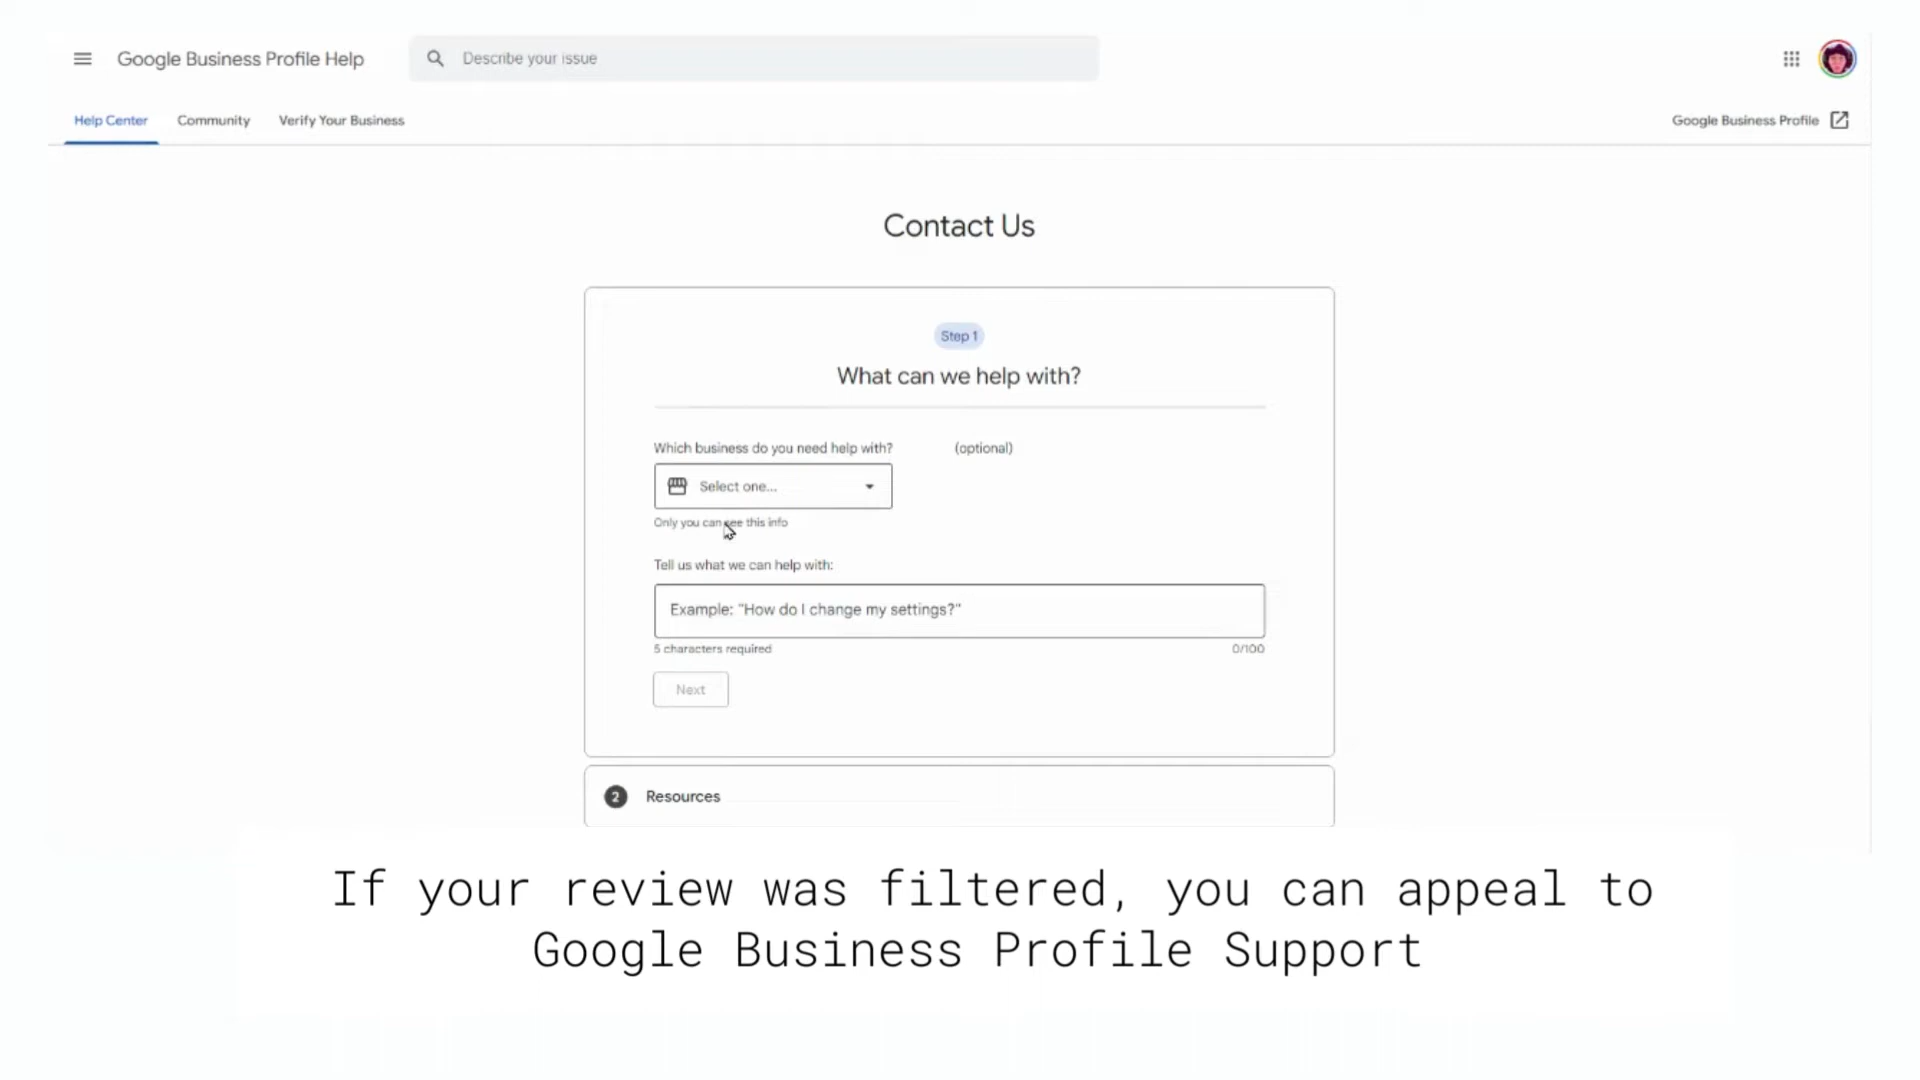 Google Business Profile Help
Describe your issue
Help Center Community Verify Your Business
Google Business Profile
Contact Us
Step 1
What can we help with?
Which business do you need help with? (optional)
Select one...
Only you can see this info
Tell us what we can help with:
Example: "How do I change my settings?"
5 characters required 0/100
Next
2 Resources
If your review was filtered, you can appeal to
Google Business Profile Support